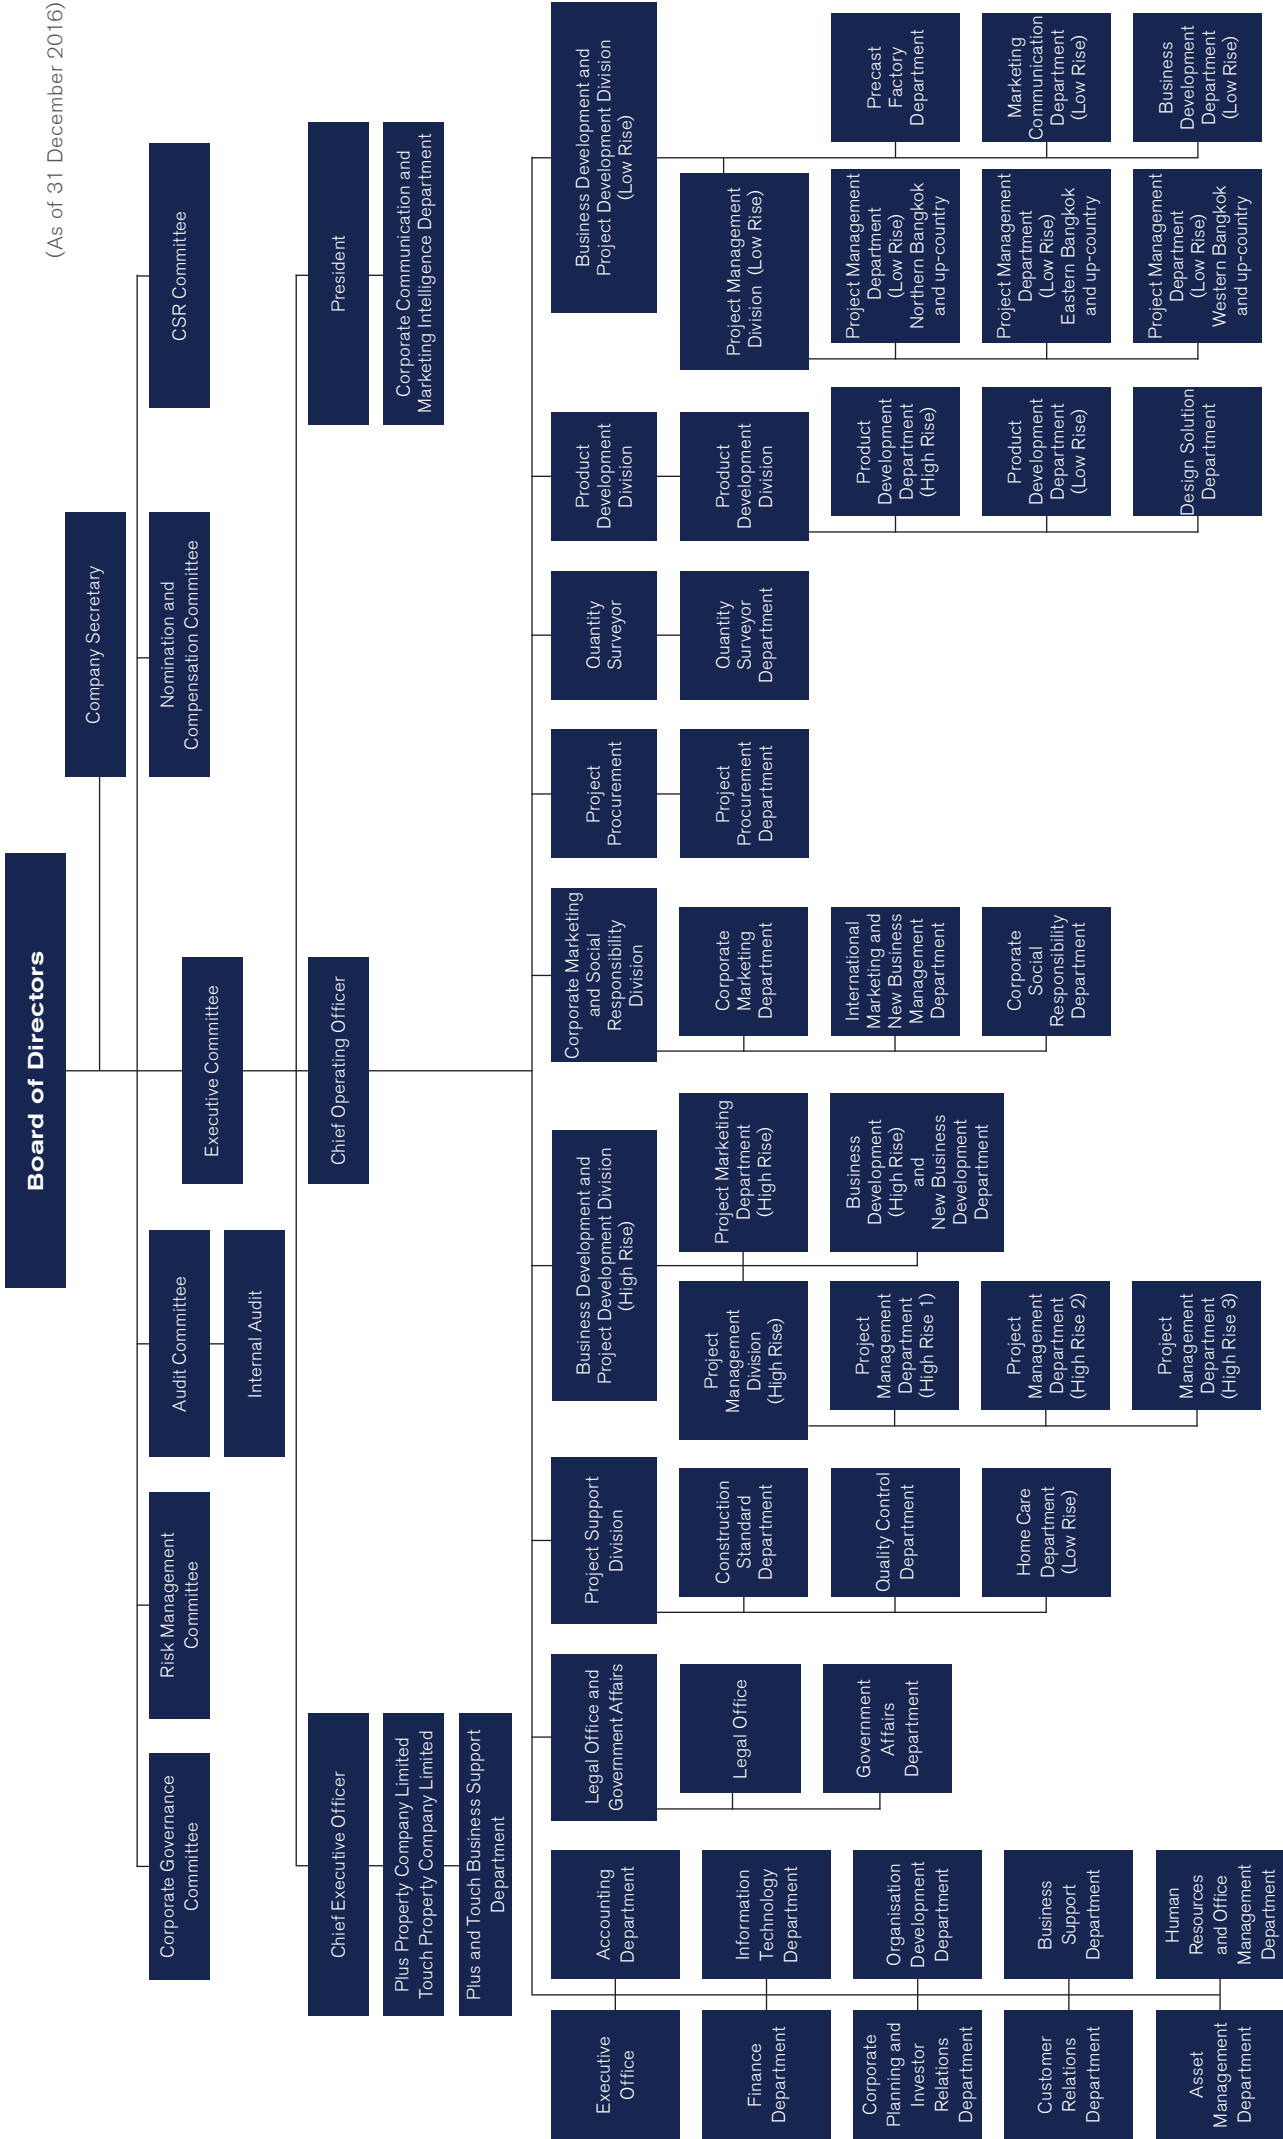 (As of 31 December 2016)
Board of Directors
Company Secretary
Corporate Governance
Committee
Risk Management
Committee
Audit Committee
Nomination and
Compensation Committee
CSR Committee
Executive Committee
Internal Audit
Chief Executive Officer
Chief Operating Officer
President
Plus Property Company Limited
Touch Property Company Limited
Corporate Communication and
Marketing Intelligence Department
Plus and Touch Business Support
Department
Executive
Office
Accounting
Department
Finance
Department
Information
Technology
Department
Corporate
Planning and
Investor
Relations
Department
Organisation
Development
Department
Customer
Relations
Department
Business
Support
Department
Asset
Management
Department
Human
Resources
and Office
Management
Department
Legal Office and
Government Affairs
Legal Office
Government
Affairs
Department
Project Support
Division
Construction
Standard
Department
Quality Control
Department
Home Care
Department
(Low Rise)
Business Development and
Project Development Division
(High Rise)
Project
Management
Division
(High Rise)
Project Marketing
Department
(High Rise)
Project
Management
Department
(High Rise 1)
Business
Development
(High Rise)
and
New Business
Development
Department
Project
Management
Department
(High Rise 2)
Project
Management
Department
(High Rise 3)
Corporate Marketing
and Social
Responsibility
Division
Corporate
Marketing
Department
International
Marketing and
New Business
Management
Department
Corporate
Social
Responsibility
Department
Project
Procurement
Project
Procurement
Department
Quantity
Surveyor
Quantity
Surveyor
Department
Product
Development
Division
Product
Development
Division
Product
Development
Department
(High Rise)
Product
Development
Department
(Low Rise)
Design Solution
Department
Business Development and
Project Development Division
(Low Rise)
Project Management
Division (Low Rise)
Project Management
Department
(Low Rise)
Northern Bangkok
and up-country
Precast
Factory
Department
Project Management
Department
(Low Rise)
Eastern Bangkok
and up-country
Marketing
Communication
Department
(Low Rise)
Project Management
Department
(Low Rise)
Western Bangkok
and up-country
Business
Development
Department
(Low Rise)